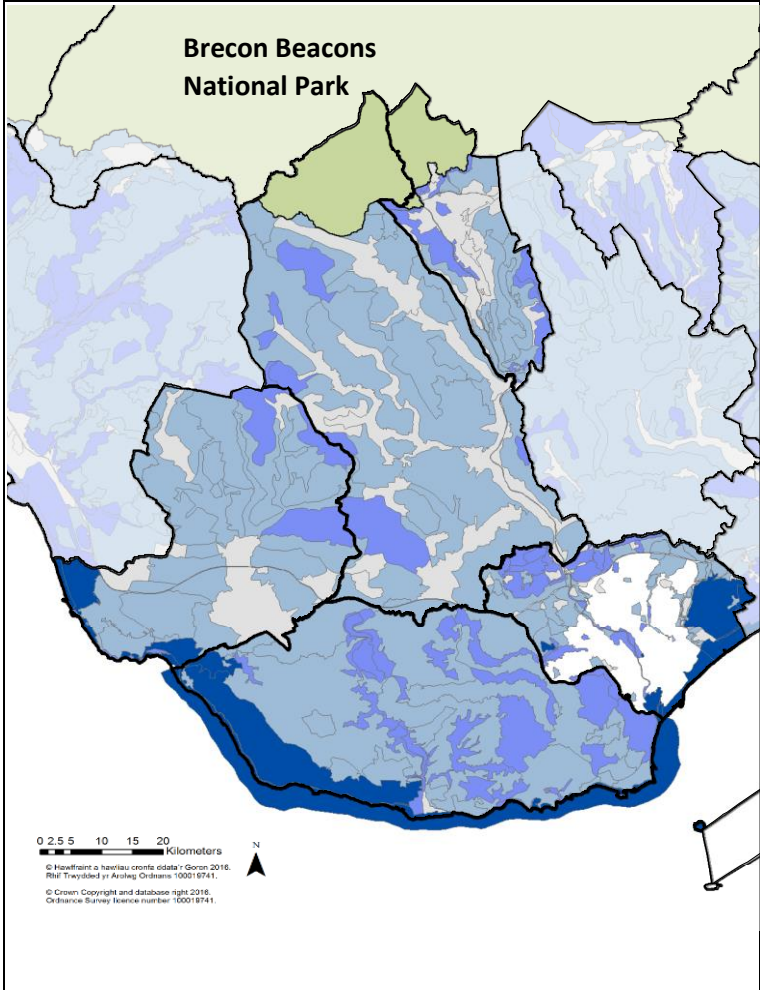 Brecon Beacons
National Park
0 2.5 5 10 15 20
Kilometers
N
© Hawlfraint a hawliau cronfa ddata'r Goron 2016.
Rhif Trwydded yr Arolwg Ordnans 100019741.
© Crown Copyright and database right 2016.
Ordnance Survey licence number 100019741.